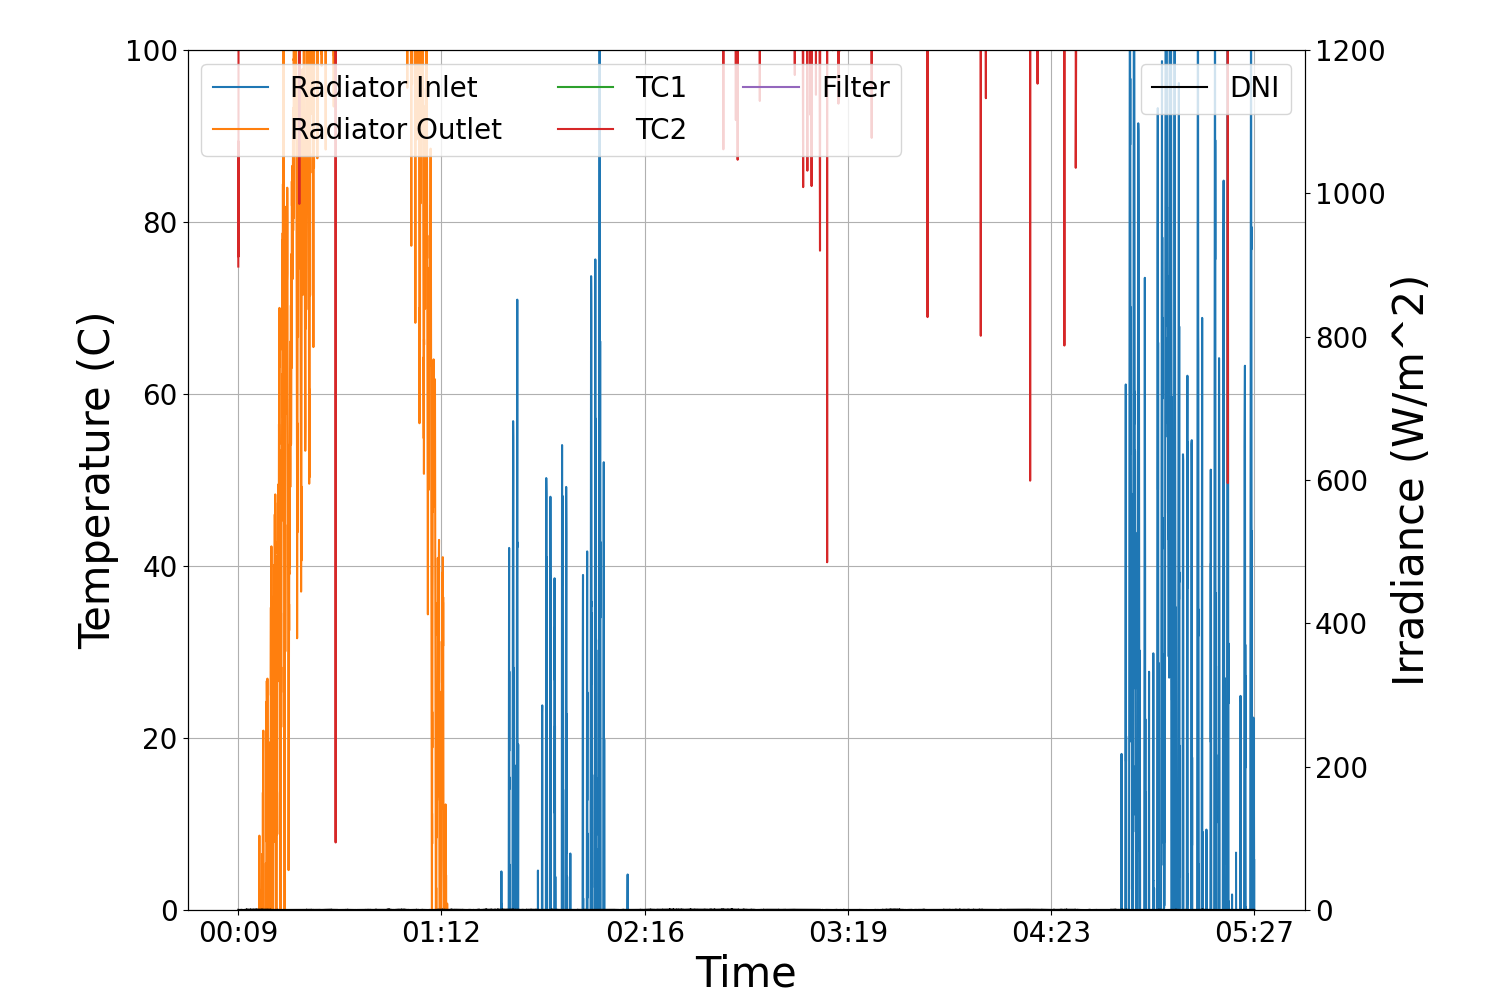 100
80
60
40
20
0
Temperature (C)
Radiator Inlet
Radiator Outlet
TC1
TC2
Filter
DNI
1200
1000
800
600
400
200
0
Irradiance (W/m^2)
00:09 01:12 02:16 03:19 04:23 05:27
Time